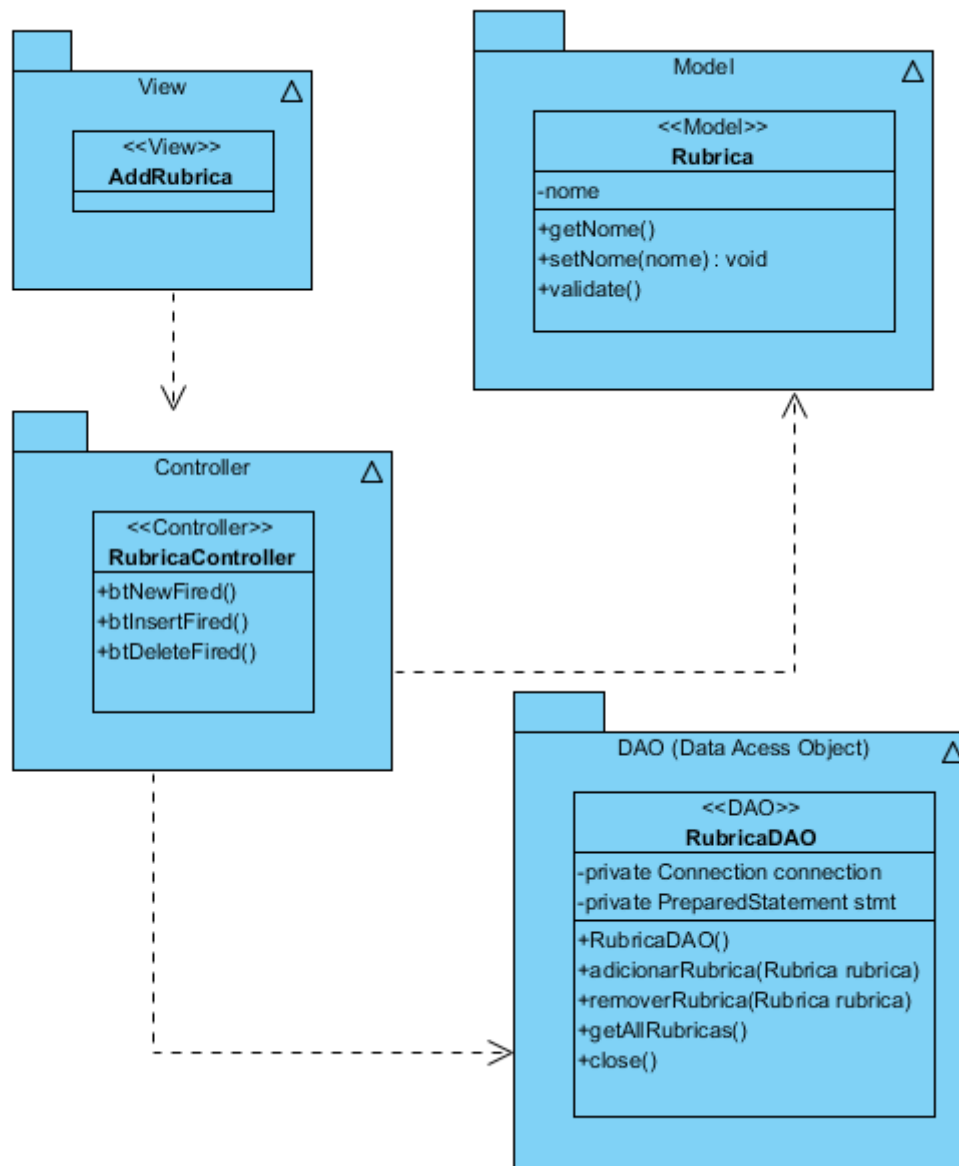 View
<<View>>
AddRubrica
Model
<<Model>>
Rubrica
-nome
+getNome()
+setNome(nome) : void
+validate()
Controller
<<Controller>>
RubricaController
+btNewFired()
+btInsertFired()
+btDeleteFired()
DAO (Data Acess Object)
<<DAO>>
RubricaDAO
-private Connection connection
-private PreparedStatement stmt
+RubricaDAO()
+adicionarRubrica(Rubrica rubrica)
+removerRubrica(Rubrica rubrica)
+getAllRubricas()
+close()